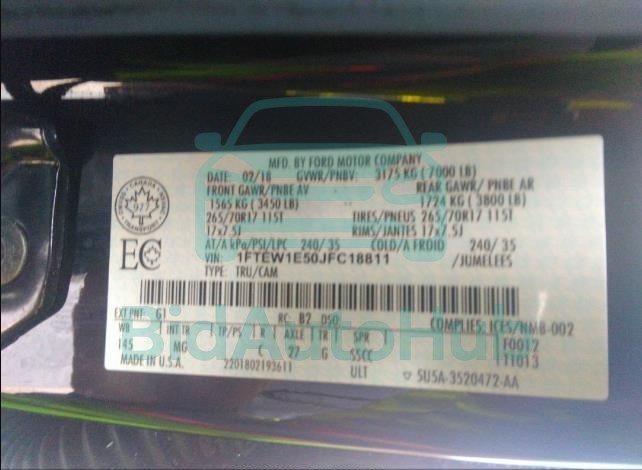 MFD. BY FORD MOTOR COMPANY
DATE: 02/18 GVWR/PNBV: 3175 KG ( 7000 LB)
FRONT GAWR/PNBE AV REAR GAWR/ PNBE AR
1565 KG ( 3450 LB) 1724 KG ( 3800 LB)
265/70R17 115T TIRES/PNEUS 265/70R17 115T
17x7.5J RIMS/JANTES 17x7.5J
AT/A kPa/PSI/LPC 240/ 35 COLD/A FROID 240/ 35
VIN: 1FTEW1E50JFC18811 /JUMELEES
TYPE: TRU/CAM
CANADA
977
TRANSPORT
EC
EXT PNT: G1 RC: B2 DSO: COMPLIES: ICES/NMB-002
WB INT TR TP/PS R AXLE TR SPR F0012
145 MG C 27 G SSCC T1013
MADE IN U.S.A. 2201802193611 ULT 5U5A-3520472-AA
BidAutoHub